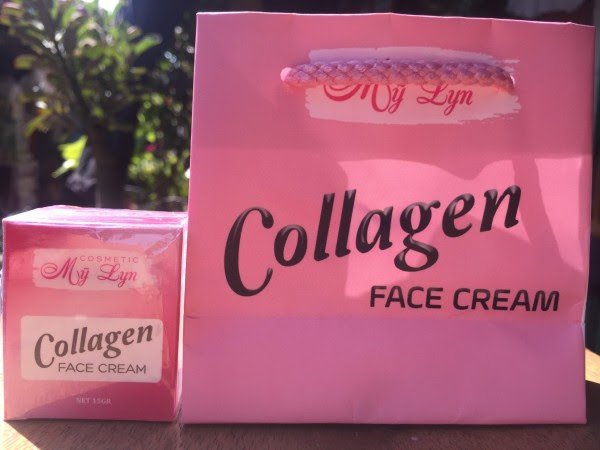 COSMETIC
Mỹ Lyn
Collagen
FACE CREAM
Mỹ Lyn
Collagen
FACE CREAM